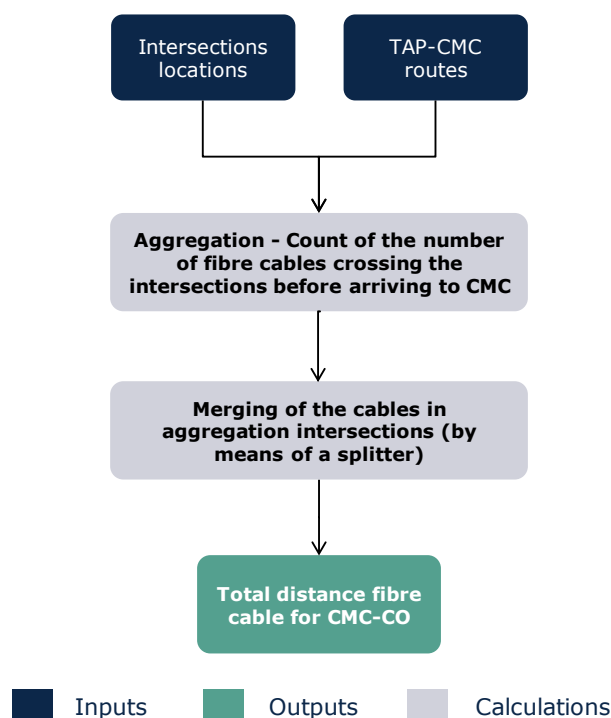 Intersections
locations
TAP-CMC
routes
Aggregation - Count of the number
of fibre cables crossing the
intersections before arriving to CMC
Merging of the cables in
aggregation intersections (by
means of a splitter)
Total distance fibre
cable for CMC-CO
Inputs
Outputs
Calculations